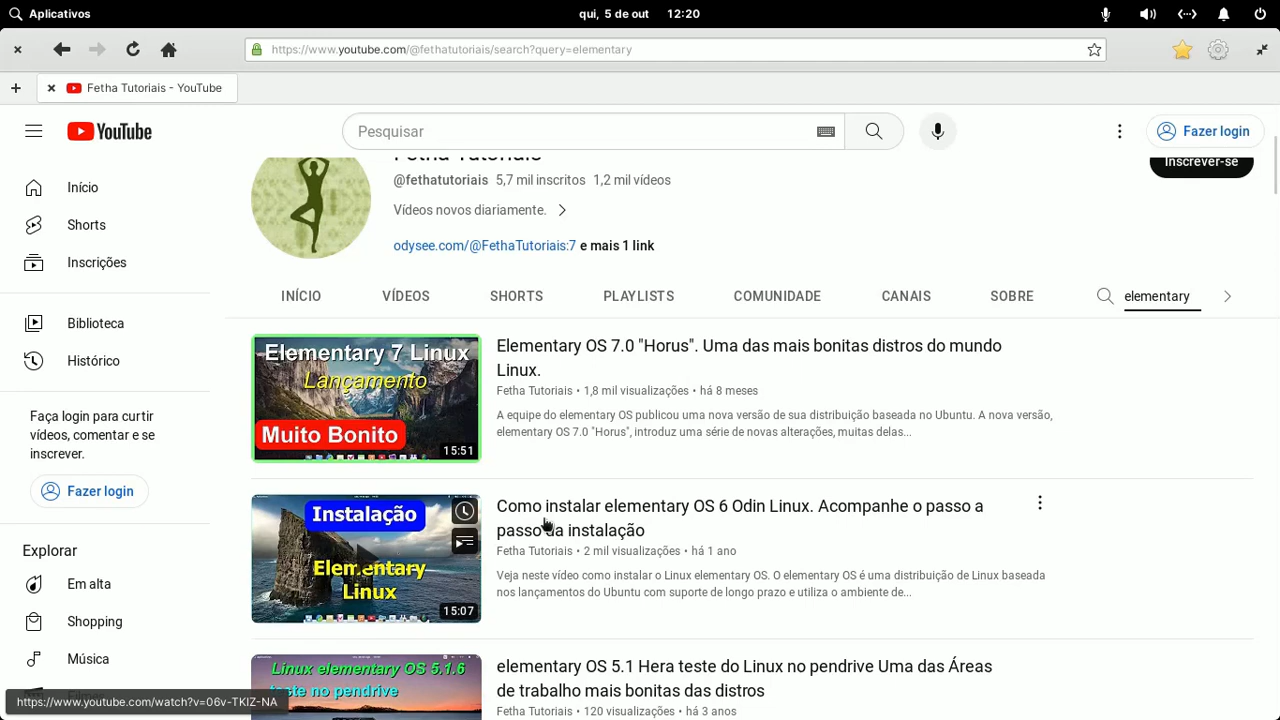 Aplicativos
qui, 5 de out 12:20
https://www.youtube.com/@fethatutoriais/search?query=elementary
Fetha Tutoriais - YouTube
YouTube
Pesquisar
Fazer login
Fetha Tutoriais
Inscrever-se
@fethatutoriais 5,7 mil inscritos 1,2 mil vídeos
Vídeos novos diariamente.
odysee.com/@FethaTutoriais:7 e mais 1 link
Início
Shorts
Inscrições
Biblioteca
Histórico
Faça login para curtir
vídeos, comentar e se
inscrever.
Fazer login
Explorar
Em alta
Shopping
Música
https://www.youtube.com/watch?v=06v-TKIZ-NA
INÍCIO VÍDEOS SHORTS PLAYLISTS COMUNIDADE CANAIS SOBRE elementary
Elementary 7 Linux
Lançamento
Muito Bonito
15:51
Elementary OS 7.0 "Horus". Uma das mais bonitas distros do mundo
Linux.
Fetha Tutoriais • 1,8 mil visualizações • há 8 meses
A equipe do elementary OS publicou uma nova versão de sua distribuição baseada no Ubuntu. A nova versão,
elementary OS 7.0 "Horus", introduz uma série de novas alterações, muitas delas...
Instalação
Elementary
Linux
15:07
Como instalar elementary OS 6 Odin Linux. Acompanhe o passo a
passo da instalação
Fetha Tutoriais • 2 mil visualizações • há 1 ano
Veja neste vídeo como instalar o Linux elementary OS. O elementary OS é uma distribuição de Linux baseada
nos lançamentos do Ubuntu com suporte de longo prazo e utiliza o ambiente de...
Linux elementary OS 5.1.6
teste no pendrive
elementary OS 5.1 Hera teste do Linux no pendrive Uma das Áreas
de trabalho mais bonitas das distros
Fetha Tutoriais • 120 visualizações • há 3 anos